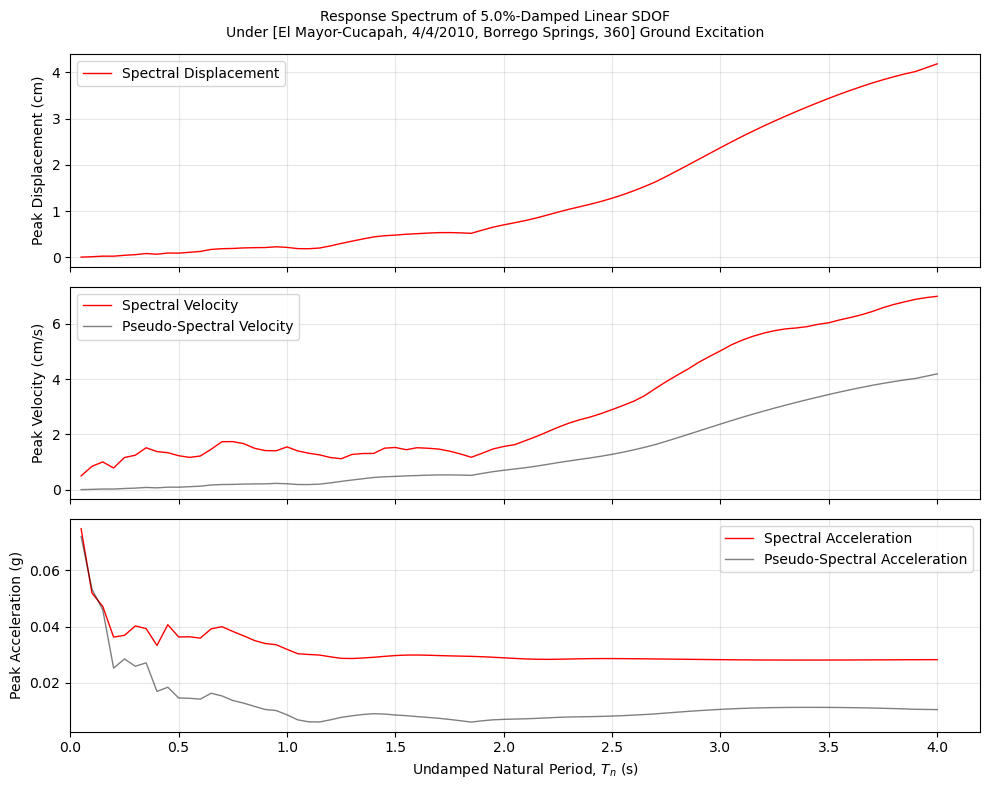 Response Spectrum of 5.0%-Damped Linear SDOF
Under [El Mayor-Cucapah, 4/4/2010, Borrego Springs, 360] Ground Excitation
Peak Displacement (cm)
4
3
2
1
0
Spectral Displacement
Peak Velocity (cm/s)
6
4
2
0
Spectral Velocity
Pseudo-Spectral Velocity
Peak Acceleration (g)
0.06
0.04
0.02
Spectral Acceleration
Pseudo-Spectral Acceleration
0.0 0.5 1.0 1.5 2.0 2.5 3.0 3.5 4.0
Undamped Natural Period, $T_n$ (s)